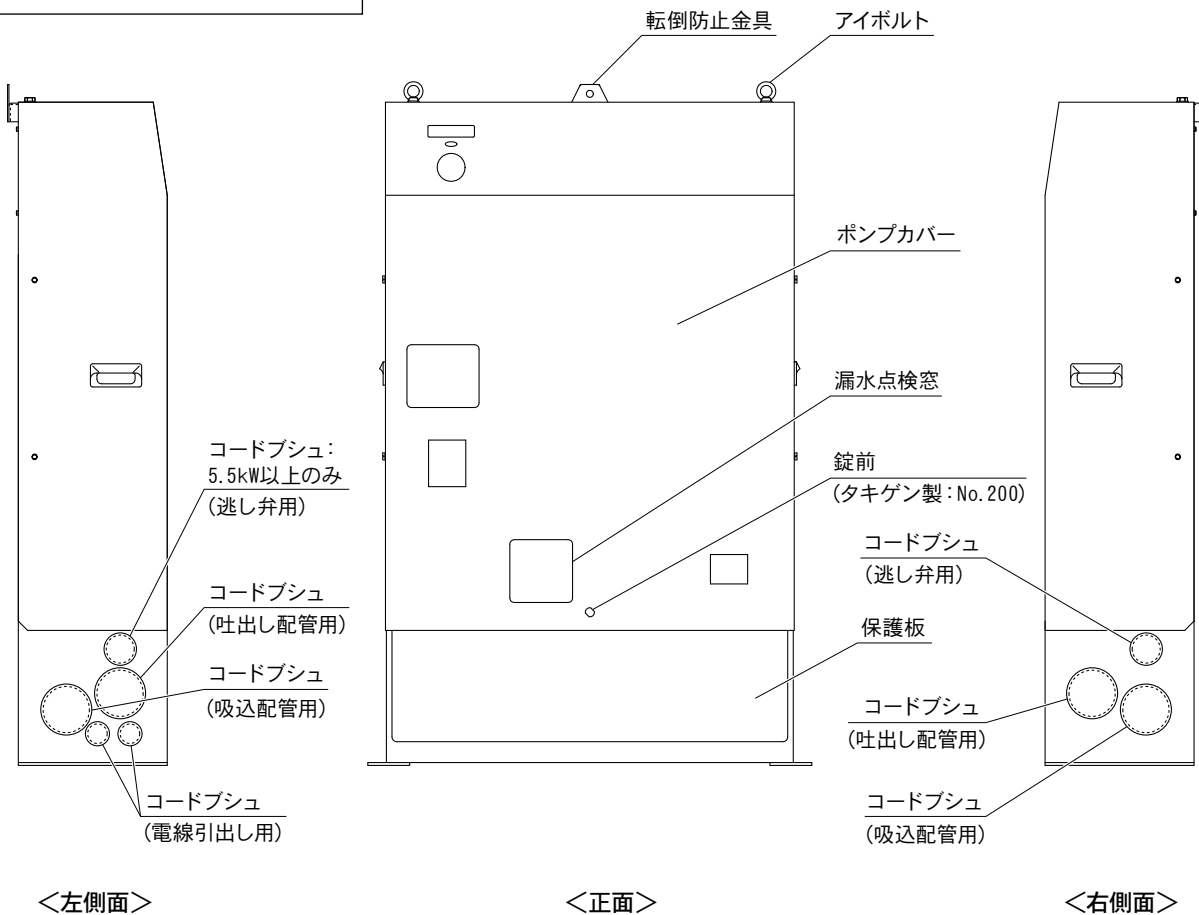 転倒防止金具
アイボルト
ポンプカバー
漏水点検窓
錠前
(タキゲン製:No.200)
コードブシュ:
5.5kW以上のみ
(逃し弁用)
コードブシュ
(吐出し配管用)
コードブシュ
(吸込配管用)
コードブシュ
(電線引出し用)
コードブシュ
(逃し弁用)
保護板
コードブシュ
(吐出し配管用)
コードブシュ
(吸込配管用)
<左側面>
<正面>
<右側面>